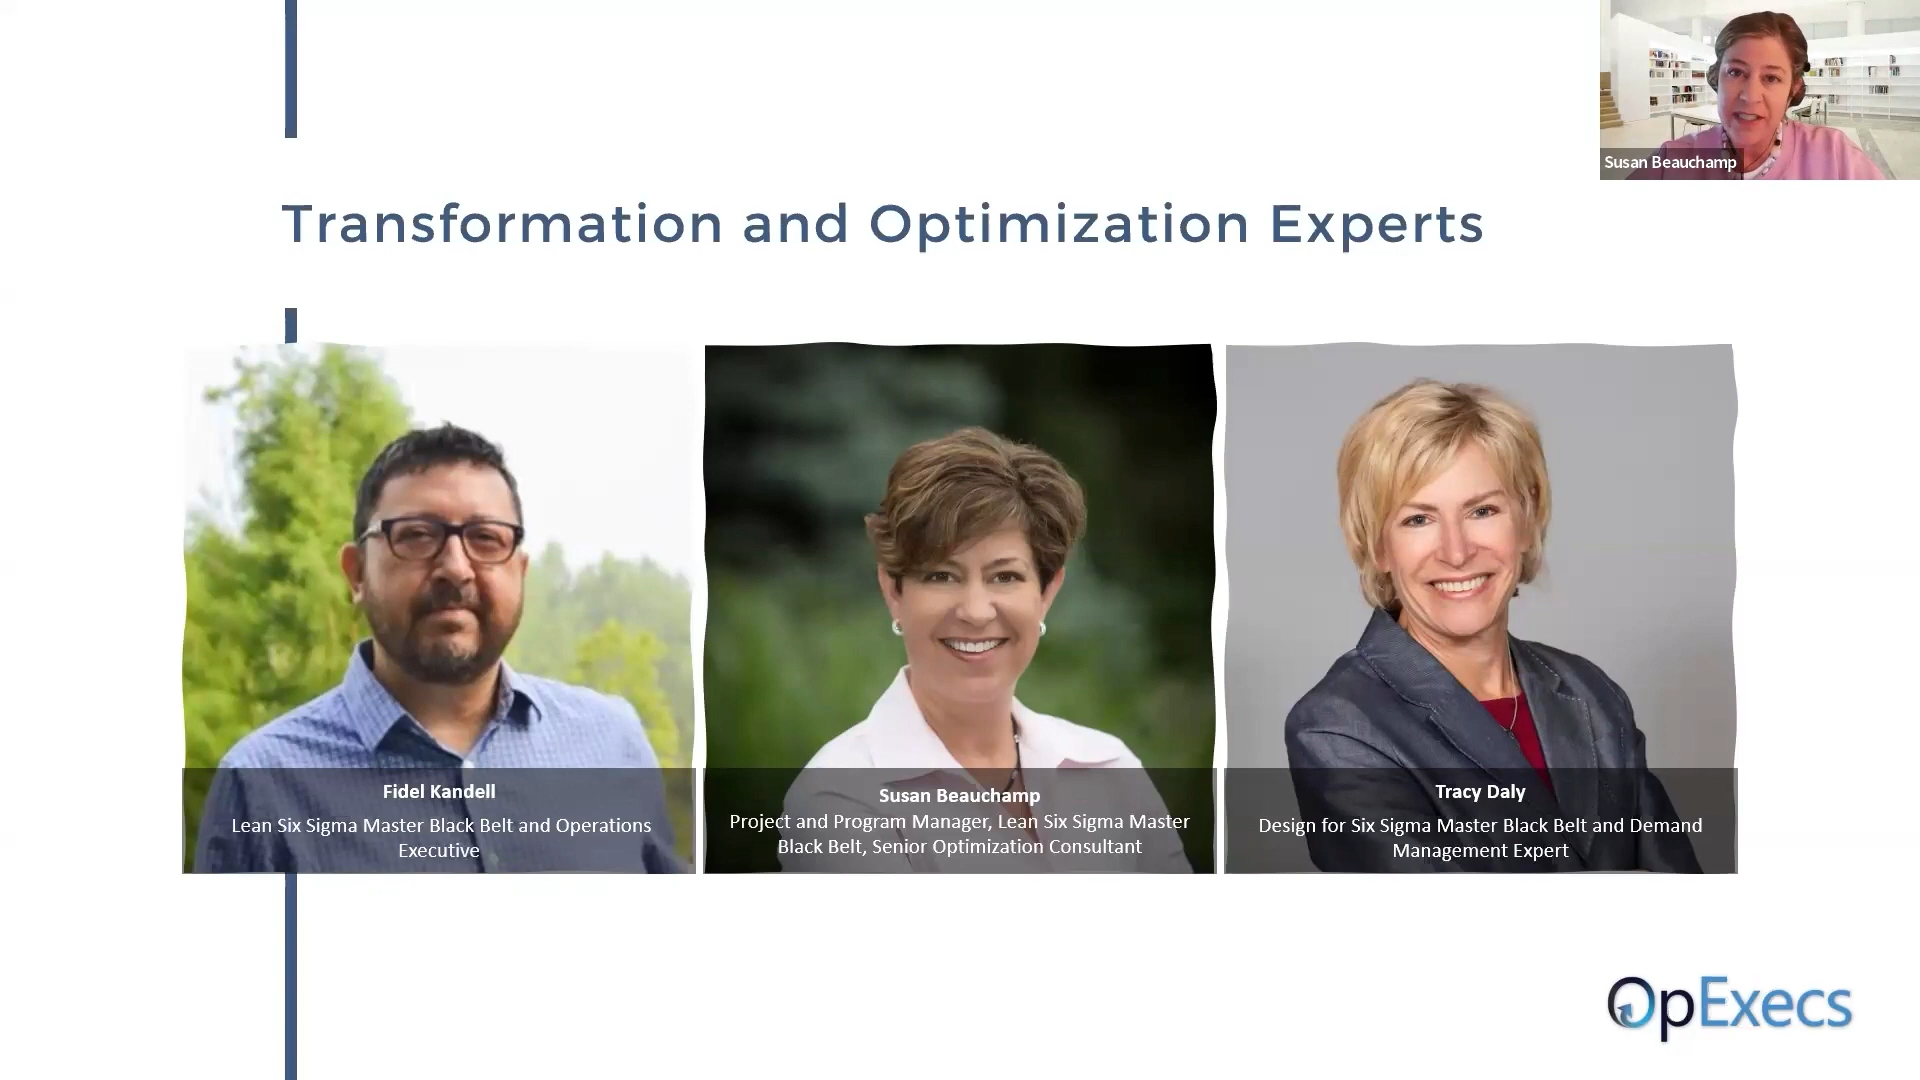 Susan Beauchamp
Transformation and Optimization Experts
Fidel Kandell
Lean Six Sigma Master Black Belt and Operations
Executive
Susan Beauchamp
Project and Program Manager, Lean Six Sigma Master
Black Belt, Senior Optimization Consultant
Tracy Daly
Design for Six Sigma Master Black Belt and Demand
Management Expert
OpExecs